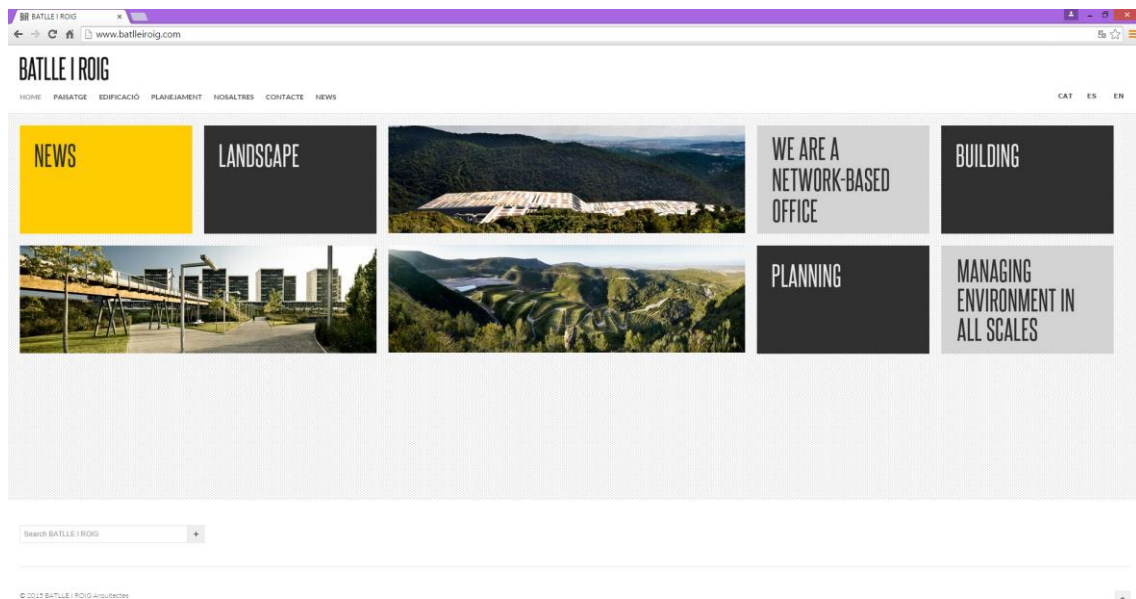 BATLLE I ROIG
www.batlleiroig.com
BATLLE I ROIG
HOME PAISATGE EDIFICACIÓ PLANEJAMENT NOSALTRES CONTACTE NEWS
CAT ES EN
NEWS
LANDSCAPE
WE ARE A
NETWORK-BASED
OFFICE
BUILDING
PLANNING
MANAGING
ENVIRONMENT IN
ALL SCALES
Search BATLLE I ROIG +
© 2015 BATLLE I ROIG Arquitectes